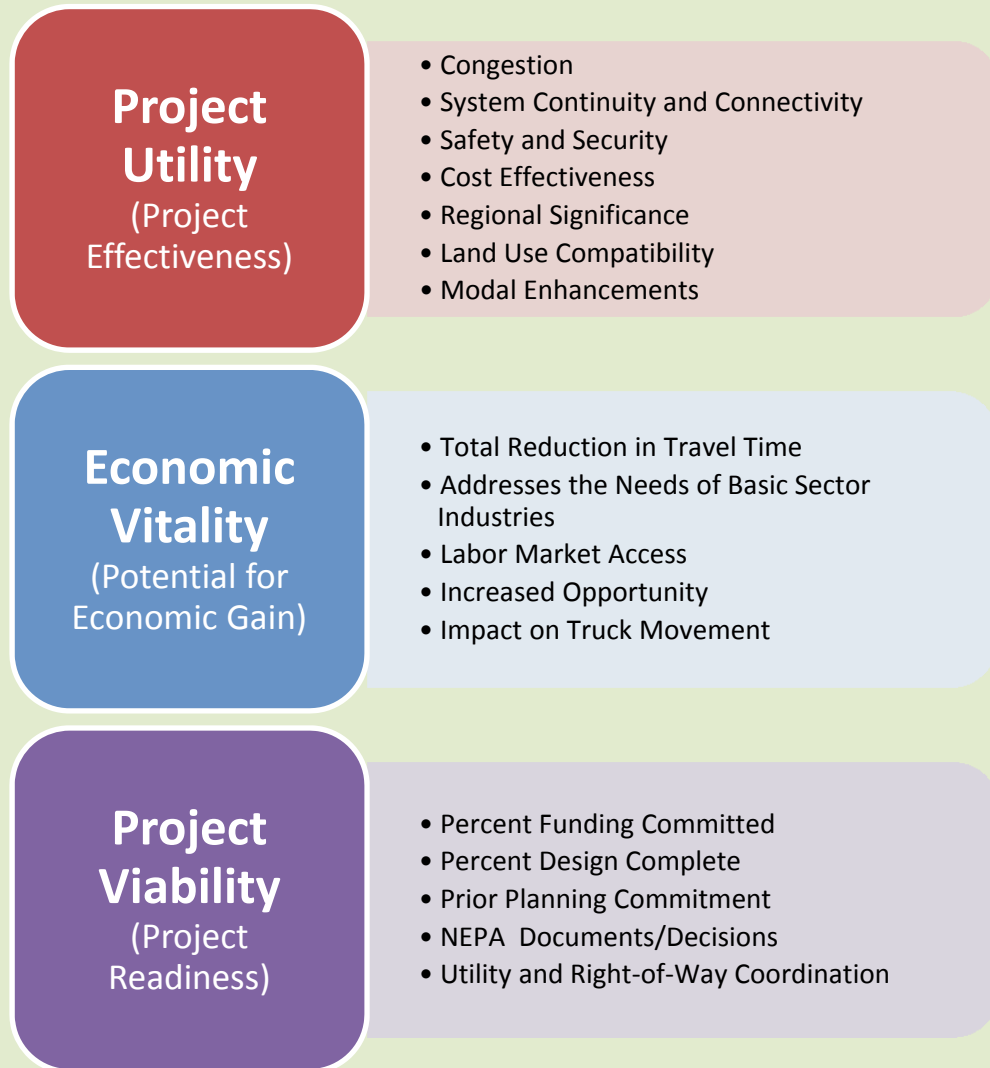 Project
Utility
(Project
Effectiveness)
• Congestion
• System Continuity and Connectivity
• Safety and Security
• Cost Effectiveness
• Regional Significance
• Land Use Compatibility
• Modal Enhancements
Economic
Vitality
(Potential for
Economic Gain)
• Total Reduction in Travel Time
• Addresses the Needs of Basic Sector
Industries
• Labor Market Access
• Increased Opportunity
• Impact on Truck Movement
Project
Viability
(Project
Readiness)
• Percent Funding Committed
• Percent Design Complete
• Prior Planning Commitment
• NEPA Documents/Decisions
• Utility and Right-of-Way Coordination